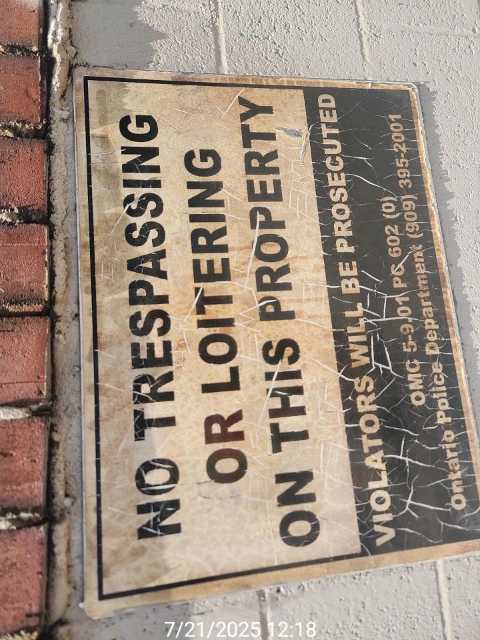 NO TRESPASSING
OR LOITERING
ON THIS PROPERTY
VIOLATORS WILL BE PROSECUTED
OMC 5-9.01 PC 602 (O)
Ontario Police Department (909) 395-2001
7/21/2025 12:18